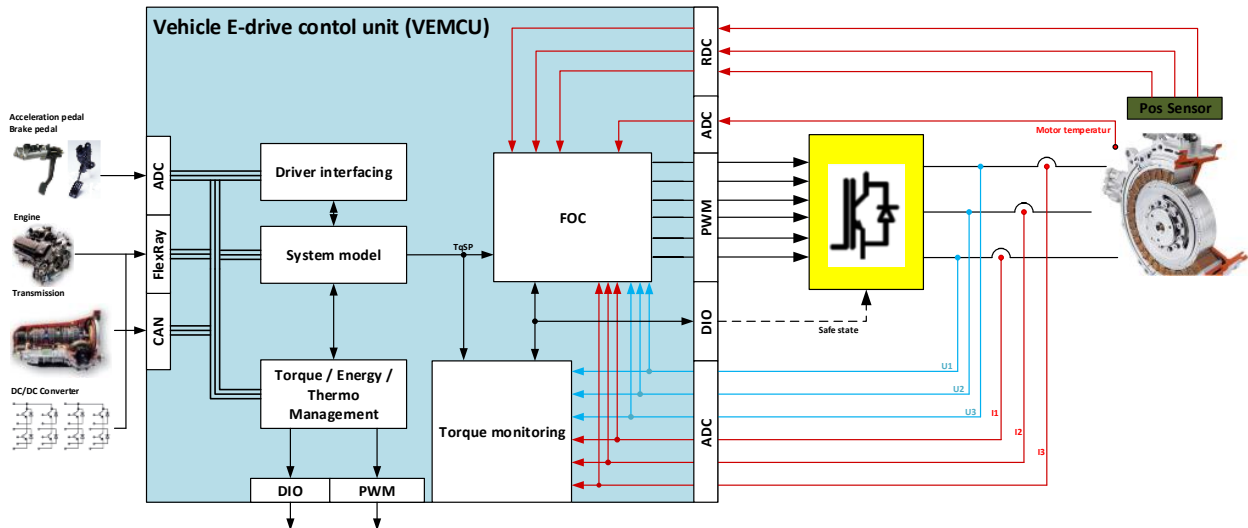 Vehicle E-drive contol unit (VEMCU)
Acceleration pedal
Brake pedal
Engine
Transmission
DC/DC Converter
ADC
FlexRay
CAN
Driver interfacing
System model
Torque / Energy /
Thermo
Management
DIO
PWM
TqSP
FOC
Torque monitoring
RDC
ADC
PWM
DIO
ADC
Safe state
Pos Sensor
Motor temperatur
U1
U2
U3
I1
I2
I3